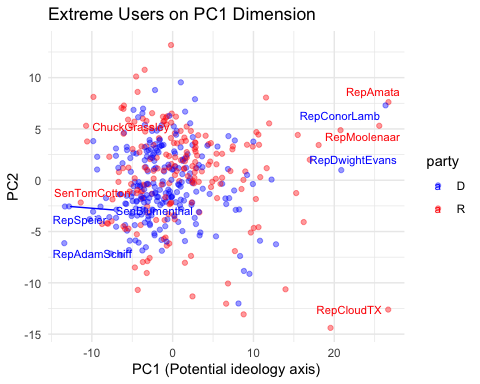 Extreme Users on PC1 Dimension
RepAmata
RepConorLamb
ChuckGrassley
RepMoolenaar
RepDwightEvans
SenTomCotton
SenBlumenthal
RepSpeier
RepAdamSchiff
RepCloudTX
PC2
10
5
0
-5
-10
-15
-10
0
10
20
PC1 (Potential ideology axis)
party
a D
a R